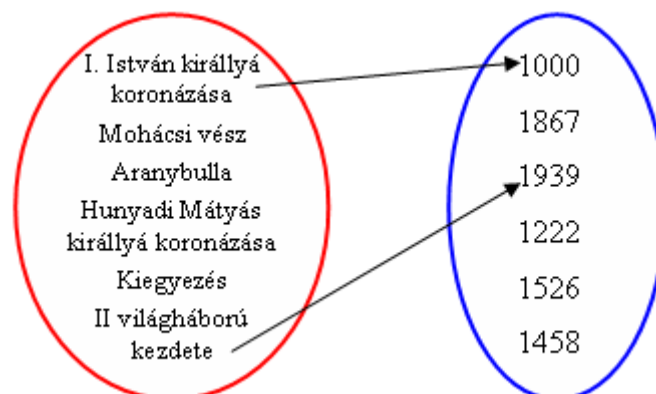 I. István királlyá
koronázása
Mohácsi vész
Aranybulla
Hunyadi Mátyás
királlyá koronázása
Kiegyezés
II világháború
kezdete
1000
1867
1939
1222
1526
1458